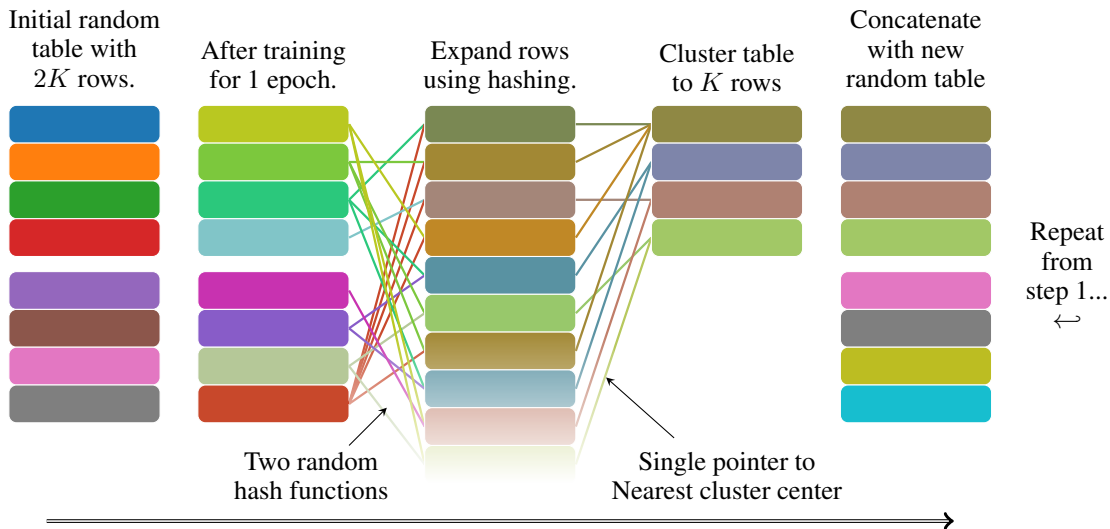 Initial random
table with
2K rows.
After training
for 1 epoch.
Expand rows
using hashing.
Cluster table
to K rows
Concatenate
with new
random table
Repeat
from
step 1...
↩
Two random
hash functions
Single pointer to
Nearest cluster center